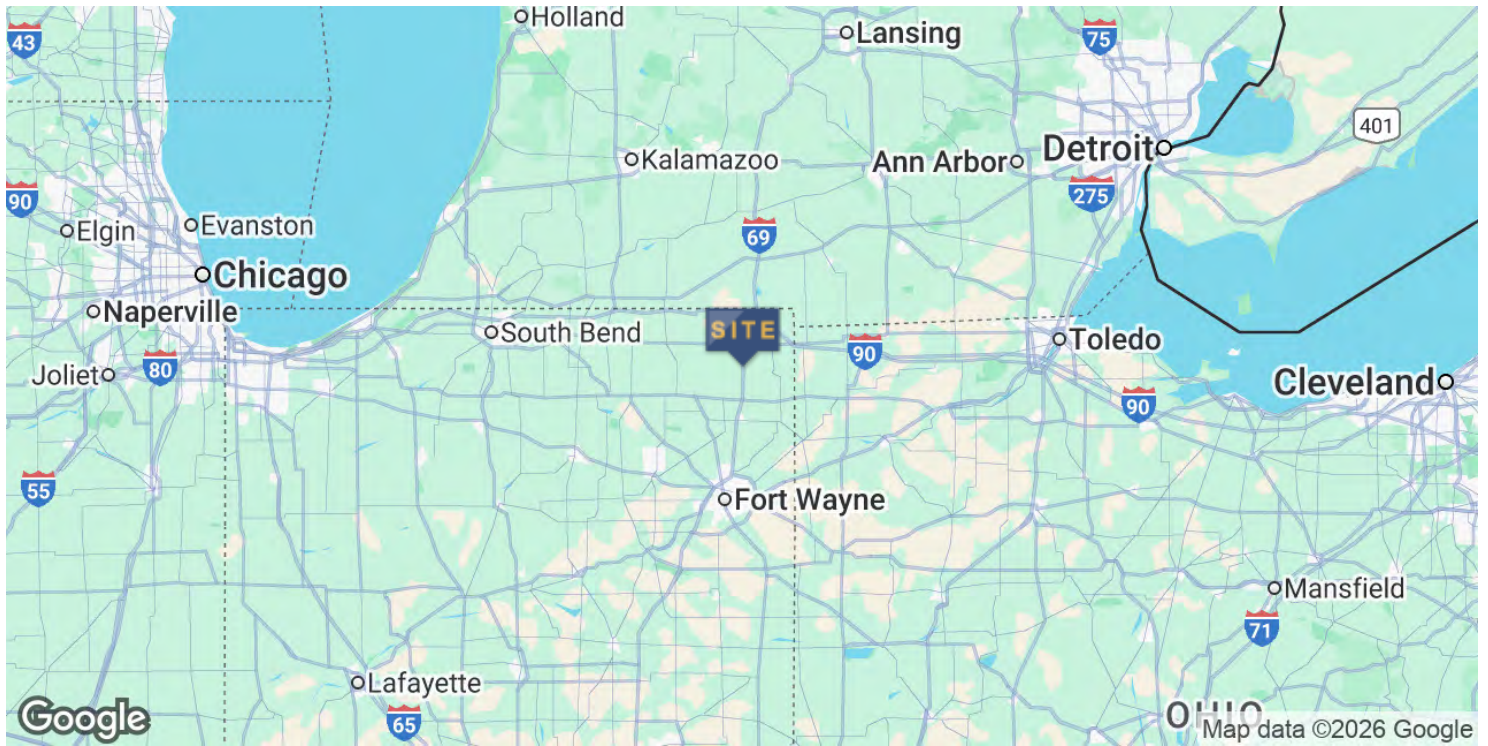 Holland
43
Lansing
75
401
Detroit
Kalamazoo
Ann Arbor
90
275
Elgin
Evanston
69
Chicago
Naperville
SITE
South Bend
Toledo
90
80
Joliet
Cleveland
90
55
Fort Wayne
Mansfield
71
Lafayette
65
OHIO
Google
Map data ©2026 Google